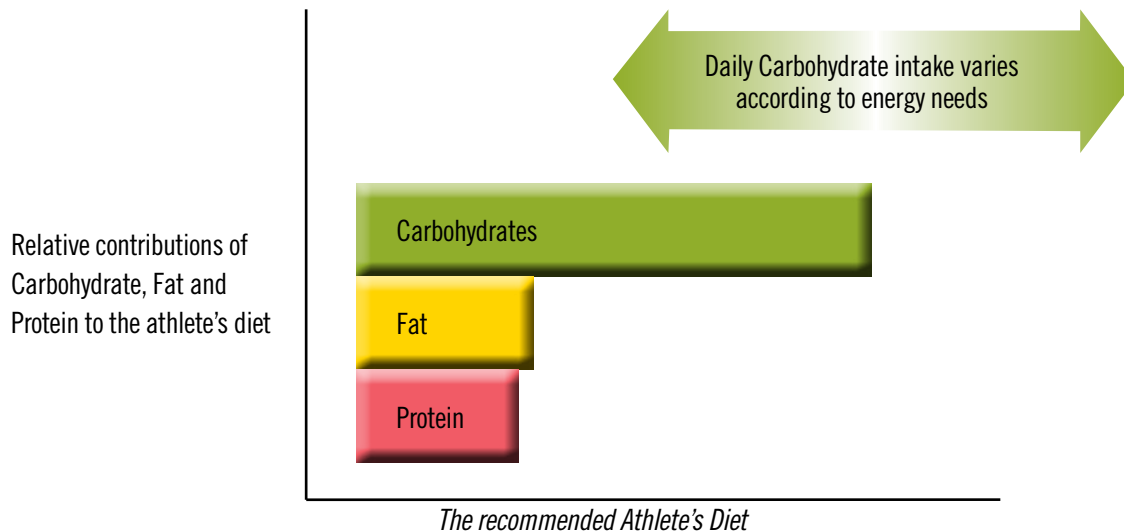 Daily Carbohydrate intake varies
according to energy needs
Carbohydrates
Relative contributions of
Carbohydrate, Fat and
Protein to the athlete's diet
Fat
Protein
The recommended Athlete's Diet